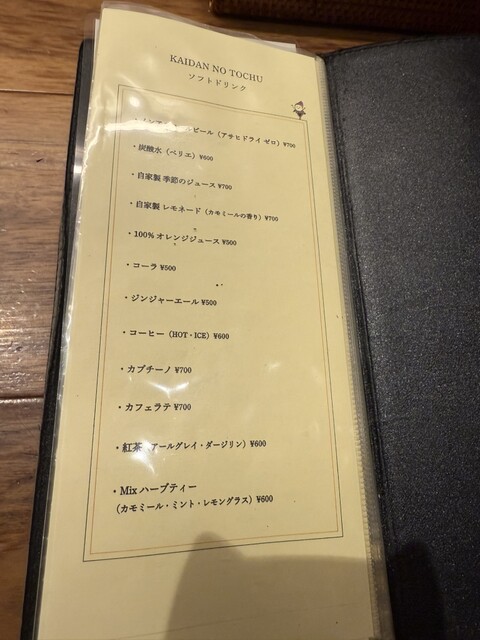 KAIDAN NO TOCHU
ソフトドリンク
・ノンアルコールビール（アサヒドライ ゼロ）¥700
・炭酸水（ペリエ）¥600
・自家製 季節のジュース ¥700
・自家製 レモネード（カモミールの香り）¥700
・100% オレンジジュース ¥500
・コーラ ¥500
・ジンジャーエール ¥500
・コーヒー（HOT・ICE）¥600
・カプチーノ ¥700
・カフェラテ ¥700
・紅茶（アールグレイ・ダージリン）¥600
・Mix ハーブティー
（カモミール・ミント・レモングラス）¥600